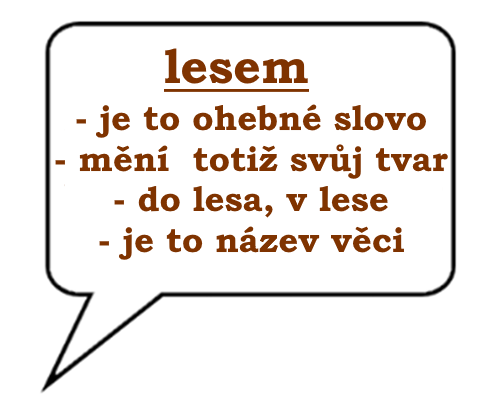 lesem
- je to ohebné slovo
- mění  totiž svůj tvar
- do lesa, v lese
- je to název věci